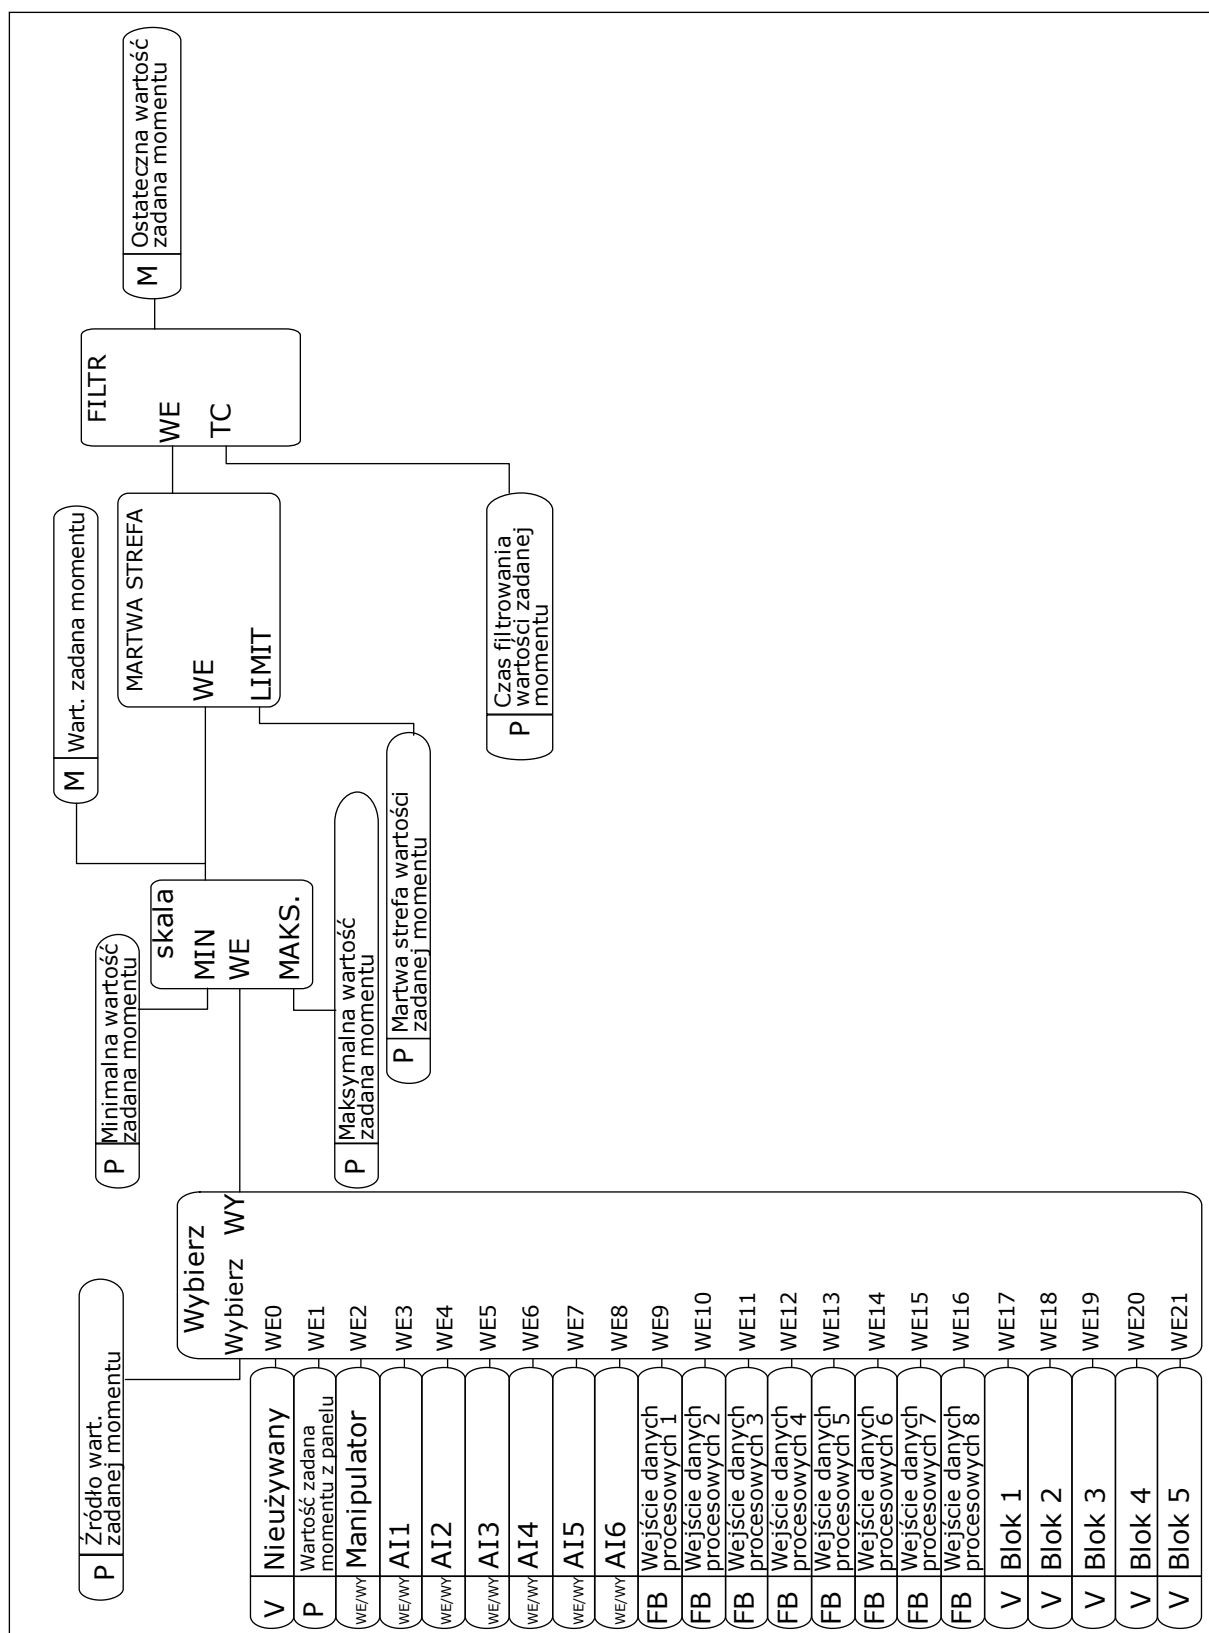 P
Źródło wart.
zadanej momentu
Wybierz
Wybierz WY
V
Nieużywany
WE0
P
Wartość zadana
momentu z panelu
WE1
WE/WY
Manipulator
WE2
WE/WY
AI1
WE3
WE/WY
AI2
WE4
WE/WY
AI3
WE5
WE/WY
AI4
WE6
WE/WY
AI5
WE7
WE/WY
AI6
WE8
FB
Wejście danych
procesowych 1
WE9
FB
Wejście danych
procesowych 2
WE10
FB
Wejście danych
procesowych 3
WE11
FB
Wejście danych
procesowych 4
WE12
FB
Wejście danych
procesowych 5
WE13
FB
Wejście danych
procesowych 6
WE14
FB
Wejście danych
procesowych 7
WE15
FB
Wejście danych
procesowych 8
WE16
V
Blok 1
WE17
V
Blok 2
WE18
V
Blok 3
WE19
V
Blok 4
WE20
V
Blok 5
WE21
P
Minimalna wartość
zadana momentu
skala
MIN
WE
MAKS.
P
Maksymalna wartość
zadana momentu
P
Martwa strefa wartości
zadanej momentu
M
Wart. zadana momentu
MARTWA STREFA
WE
LIMIT
P
Czas filtrowania
wartości zadanej
momentu
FILTR
WE
TC
M
Ostateczna wartość
zadana momentu